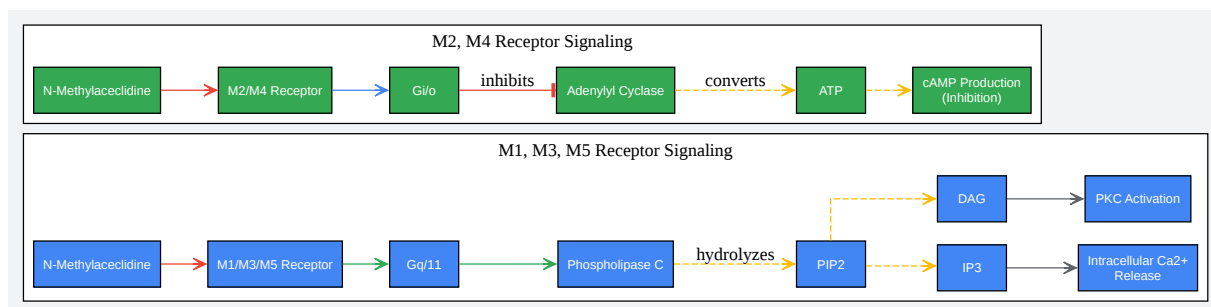 M2, M4 Receptor Signaling
N-Methylaceclidine
M2/M4 Receptor
Gi/o
inhibits
Adenylyl Cyclase
converts
ATP
cAMP Production
(Inhibition)
M1, M3, M5 Receptor Signaling
N-Methylaceclidine
M1/M3/M5 Receptor
Gq/11
Phospholipase C
hydrolyzes
PIP2
DAG
PKC Activation
IP3
Intracellular Ca2+
Release